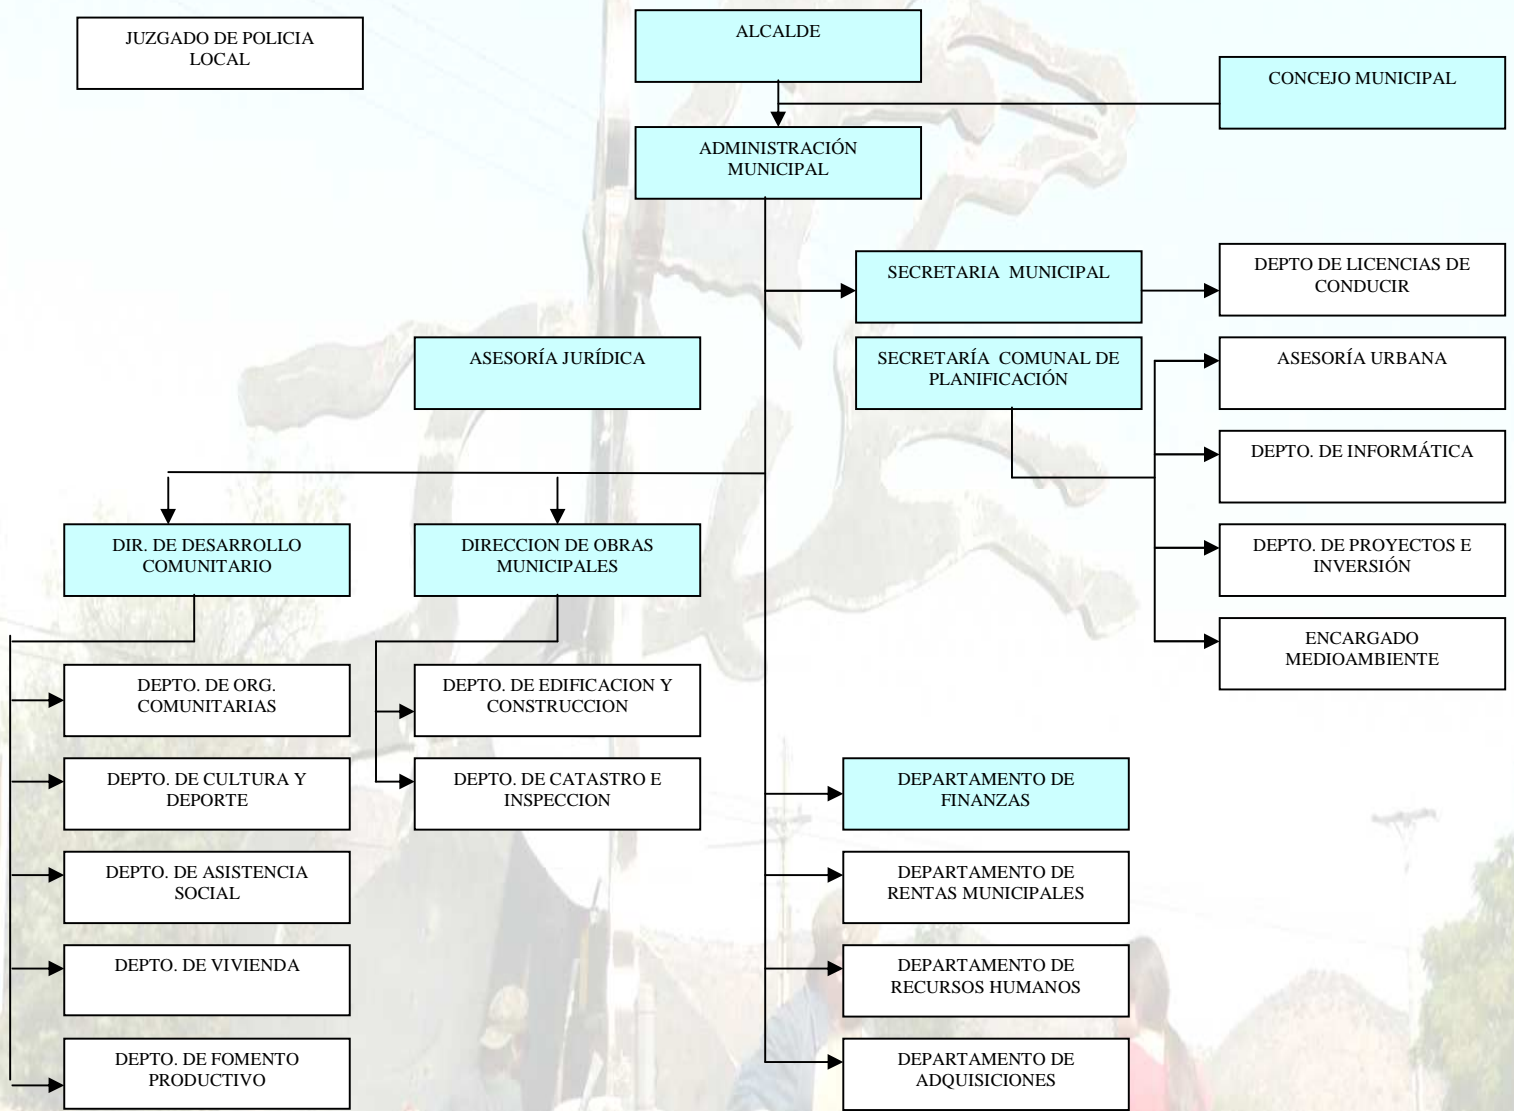 JUZGADO DE POLICIA
LOCAL
ALCALDE
CONCEJO MUNICIPAL
ADMINISTRACIÓN
MUNICIPAL
SECRETARIA MUNICIPAL
DEPTO DE LICENCIAS DE
CONDUCIR
ASESORÍA JURÍDICA
SECRETARÍA COMUNAL DE
PLANIFICACIÓN
ASESORÍA URBANA
DEPTO. DE INFORMÁTICA
DIR. DE DESARROLLO
COMUNITARIO
DIRECCION DE OBRAS
MUNICIPALES
DEPTO. DE PROYECTOS E
INVERSIÓN
ENCARGADO
MEDIOAMBIENTE
DEPTO. DE ORG.
COMUNITARIAS
DEPTO. DE EDIFICACION Y
CONSTRUCCION
DEPTO. DE CULTURA Y
DEPORTE
DEPTO. DE CATASTRO E
INSPECCION
DEPARTAMENTO DE
FINANZAS
DEPTO. DE ASISTENCIA
SOCIAL
DEPARTAMENTO DE
RENTAS MUNICIPALES
DEPTO. DE VIVIENDA
DEPARTAMENTO DE
RECURSOS HUMANOS
DEPTO. DE FOMENTO
PRODUCTIVO
DEPARTAMENTO DE
ADQUISICIONES